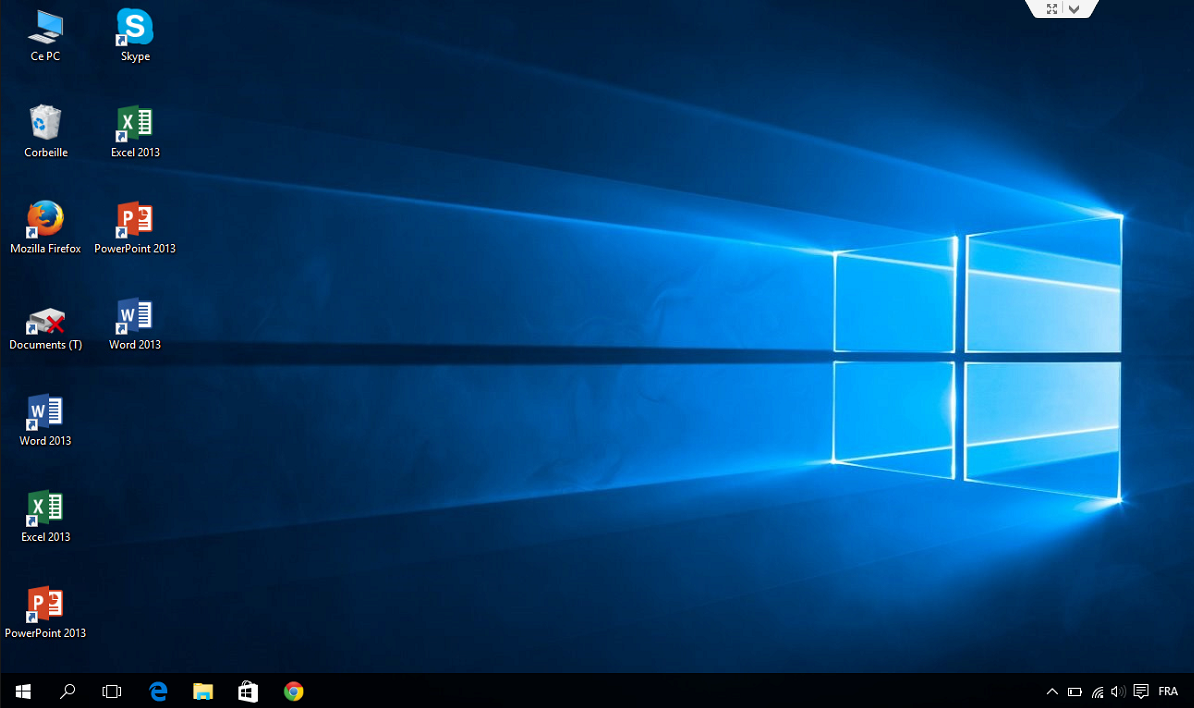 Ce PC
Skype
Corbeille
Excel 2013
Mozilla Firefox
PowerPoint 2013
Documents (T)
Word 2013
Word 2013
Excel 2013
PowerPoint 2013
FRA